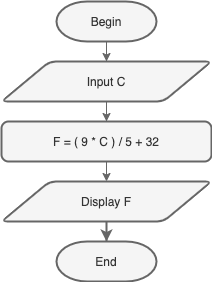 Begin
Input C
F = ( 9 * C ) / 5 + 32
Display F
End